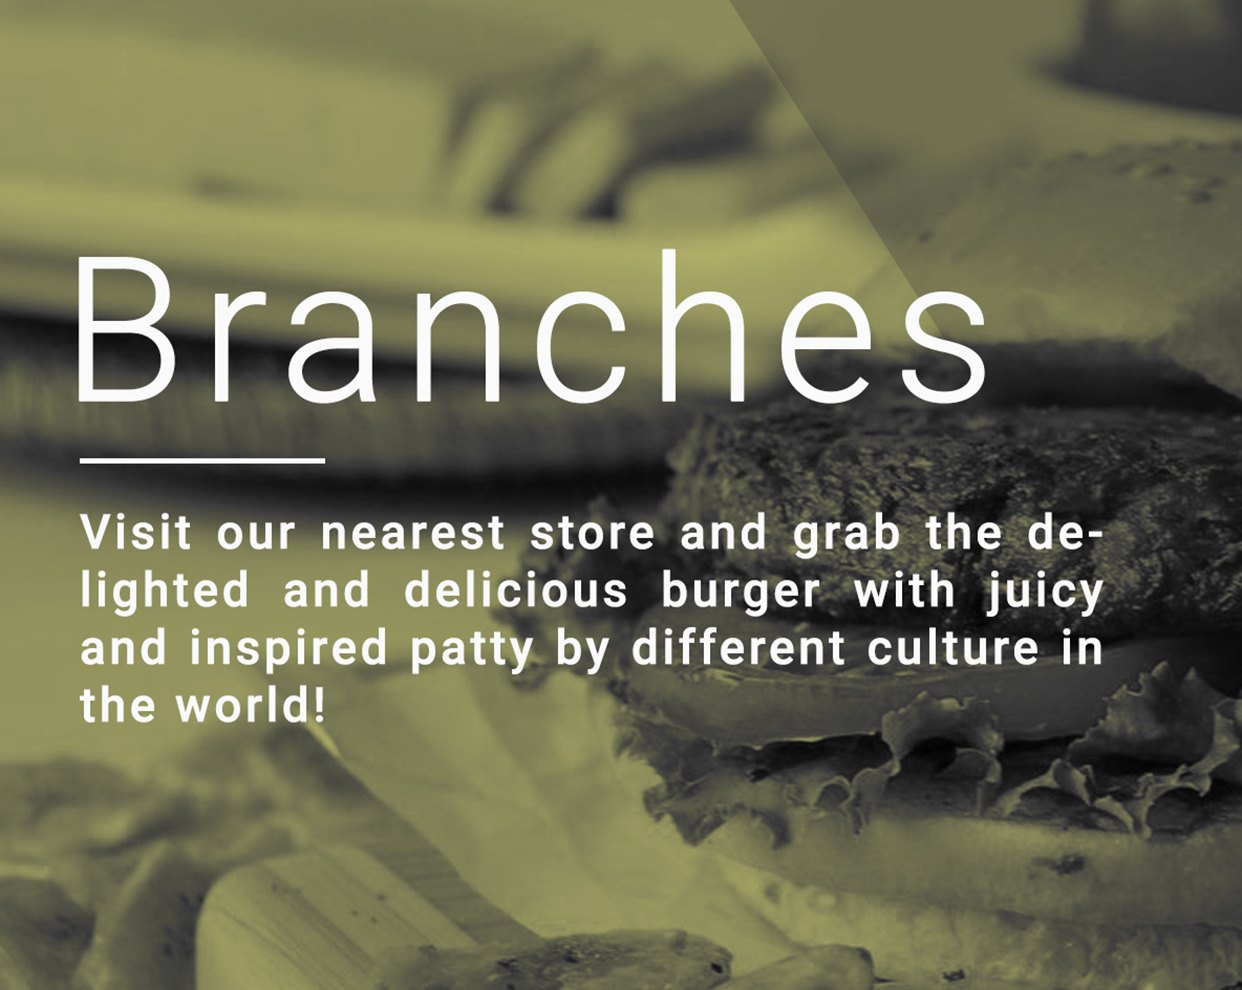 Branches
Visit our nearest store and grab the de-
lighted and delicious burger with juicy
and inspired patty by different culture in
the world!